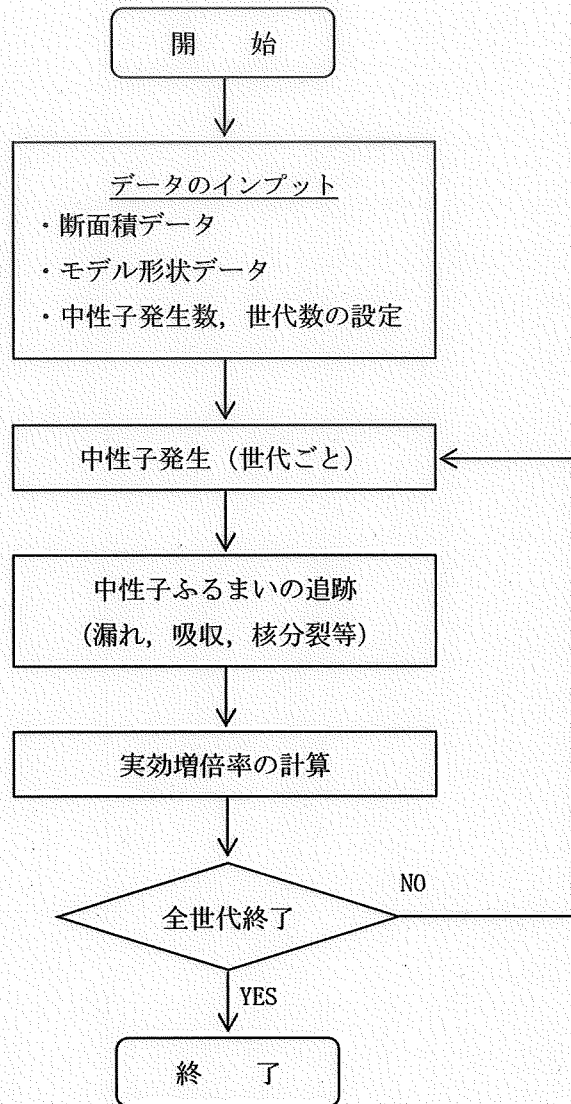 開　始
データのインプット
・断面積データ
・モデル形状データ
・中性子発生数，世代数の設定
中性子発生（世代ごと）
中性子ふるまいの追跡
（漏れ，吸収，核分裂等）
実効増倍率の計算
全世代終了
NO
YES
終　了